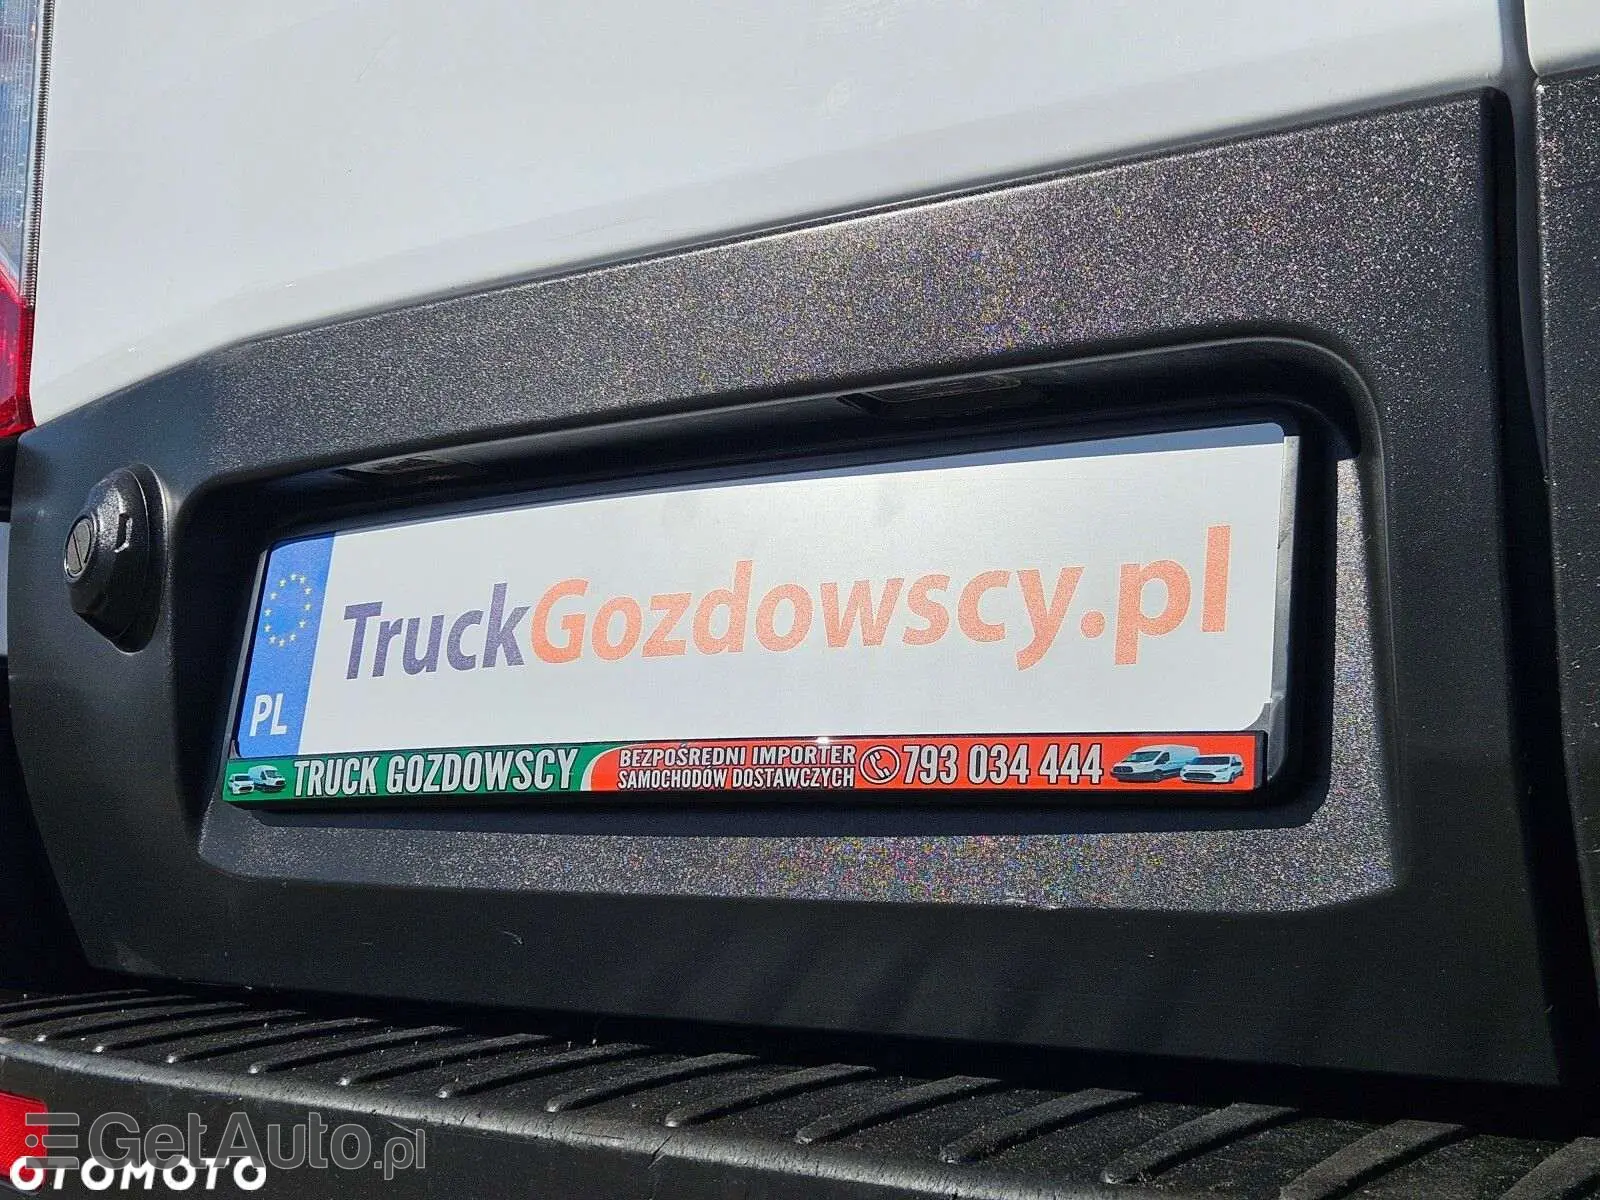 TruckGozdowscy.pl
PL
TRUCK GOZDOWSCY
BEZPOŚREDNI IMPORTER
SAMOCHODÓW DOSTAWCZYCH
793 034 444
GetAuto.pl
OTOMOTO